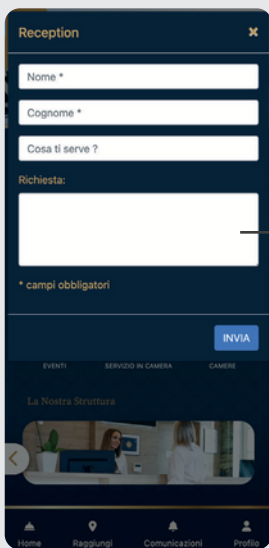 Reception ×
Nome *
Cognome *
Cosa ti serve ?
Richiesta:
* campi obbligatori
INVIA
EVENTI SERVIZIO IN CAMERA CAMERE
La Nostra Struttura
Home Raggiungi Comunicazioni Profilo